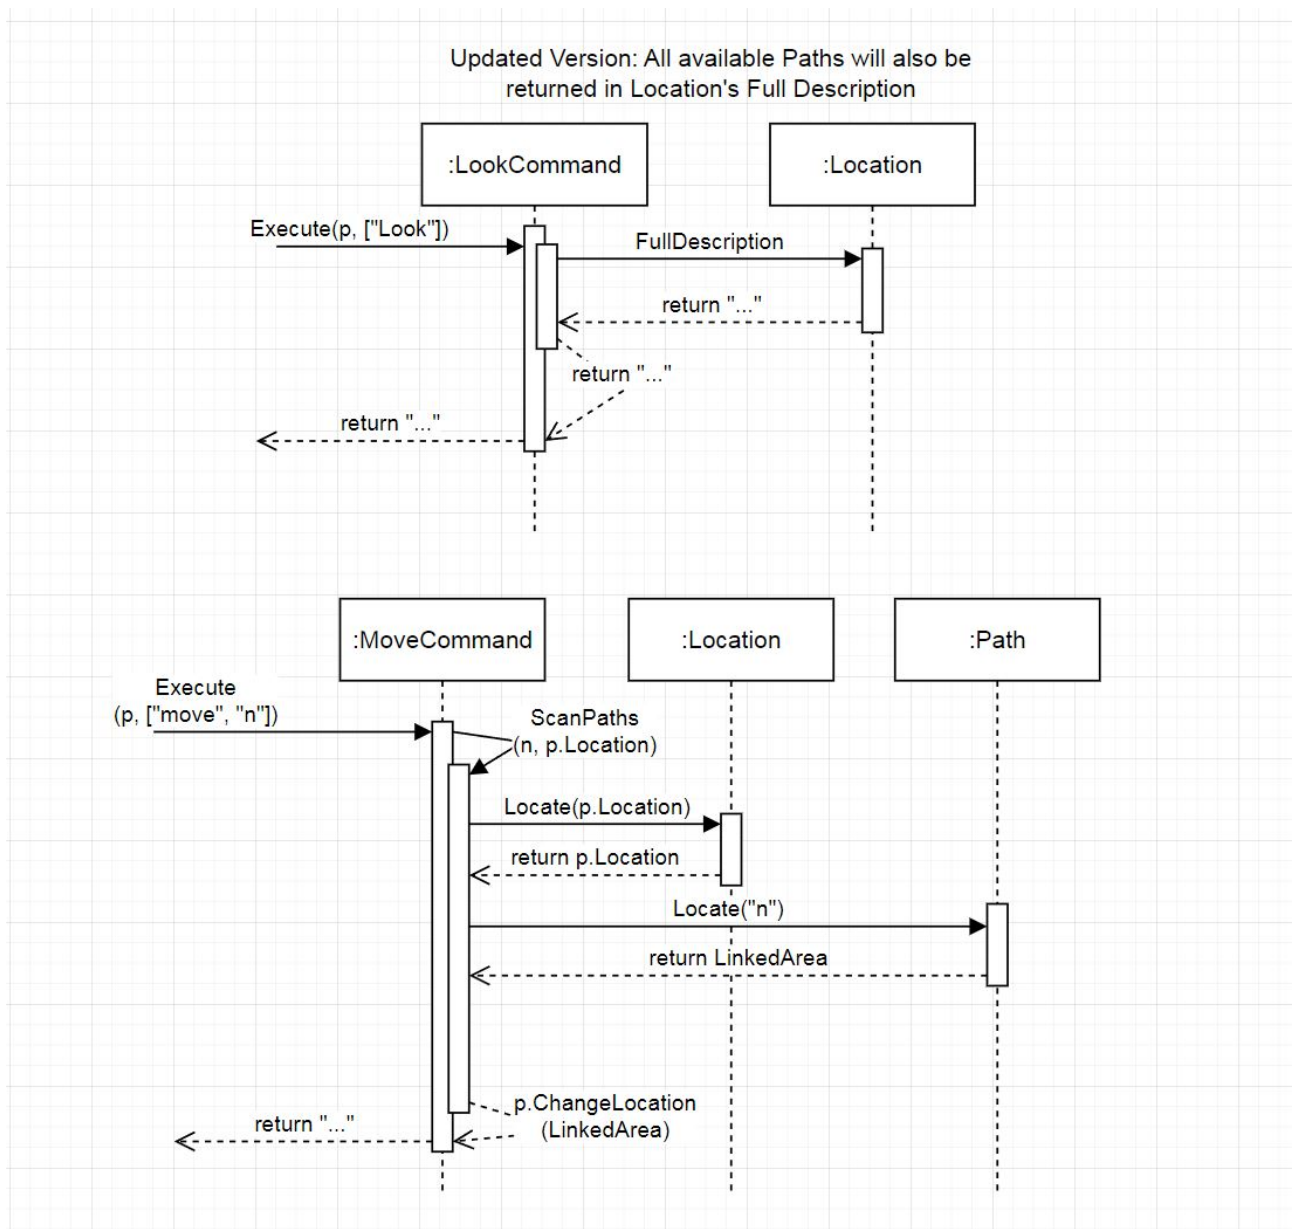 Updated Version: All available Paths will also be
returned in Location's Full Description
:LookCommand
:Location
Execute(p, ["Look"])
FullDescription
return "..."
return "..."
return "..."
:MoveCommand
:Location
:Path
Execute
(p, ["move", "n"])
ScanPaths
(n, p.Location)
Locate(p.Location)
return p.Location
Locate("n")
return LinkedArea
p.ChangeLocation
(LinkedArea)
return "..."